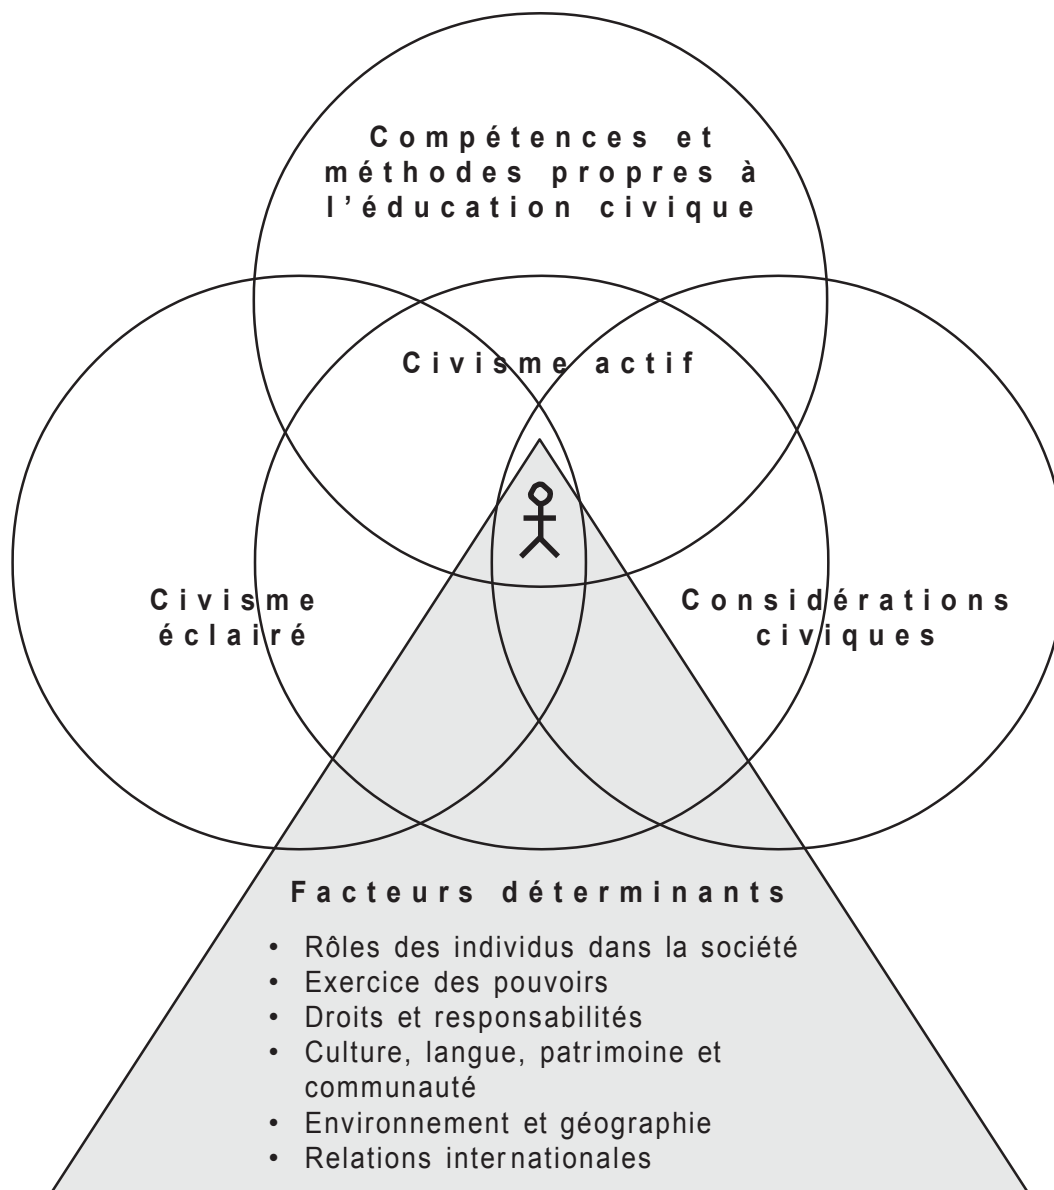 Compétences et
méthodes propres à
l’éducation civique
Civisme actif
Civisme
éclairé
Considérations
civiques
Facteurs déterminants
• Rôles des individus dans la société
• Exercice des pouvoirs
• Droits et responsabilités
• Culture, langue, patrimoine et
communauté
• Environnement et géographie
• Relations internationales